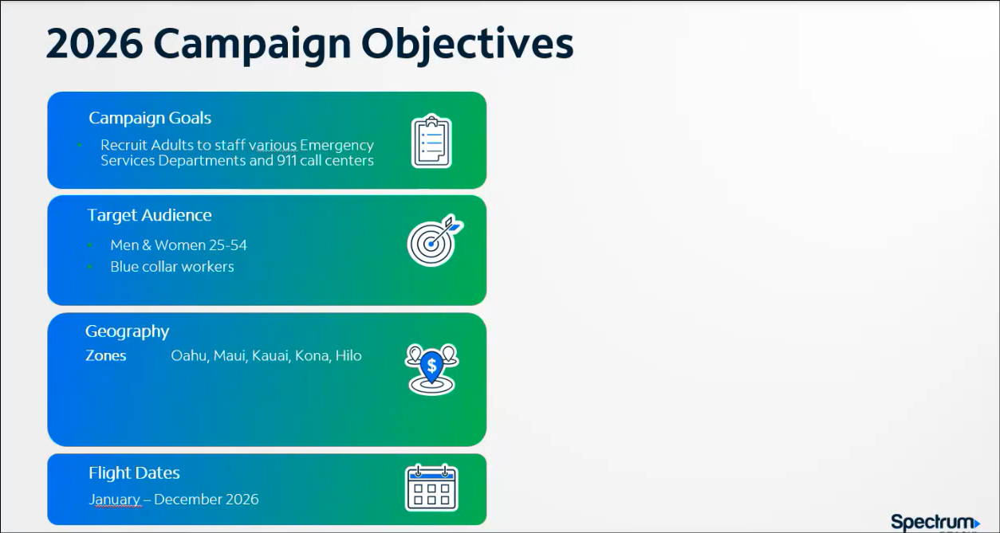 2026 Campaign Objectives
Campaign Goals
Recruit Adults to staff various Emergency
Services Departments and 911 call centers
Target Audience
Men & Women 25-54
Blue collar workers
Geography
Zones Oahu, Maui, Kauai, Kona, Hilo
$
Flight Dates
January – December 2026
Spectrum